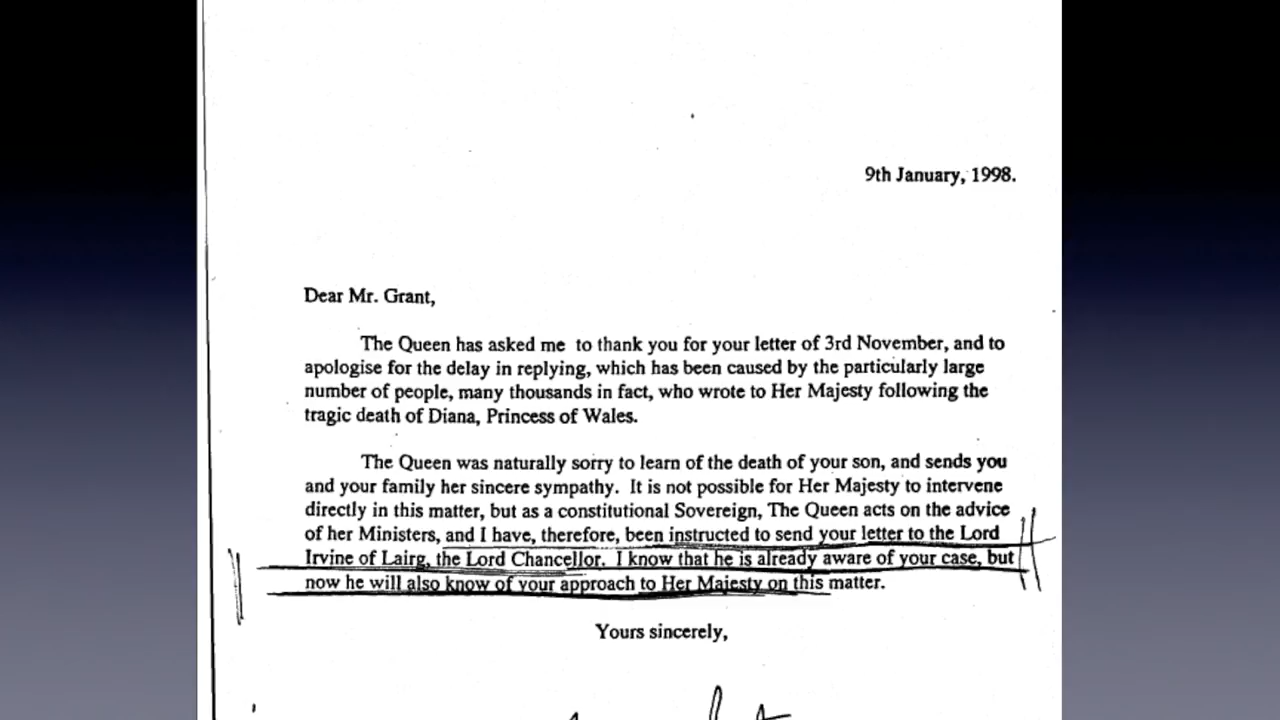 9th January, 1998.
Dear Mr. Grant,
The Queen has asked me to thank you for your letter of 3rd November, and to
apologise for the delay in replying, which has been caused by the particularly large
number of people, many thousands in fact, who wrote to Her Majesty following the
tragic death of Diana, Princess of Wales.
The Queen was naturally sorry to learn of the death of your son, and sends you
and your family her sincere sympathy. It is not possible for Her Majesty to intervene
directly in this matter, but as a constitutional Sovereign, The Queen acts on the advice
of her Ministers, and I have, therefore, been instructed to send your letter to the Lord
Irvine of Lairg, the Lord Chancellor. I know that he is already aware of your case, but
now he will also know of your approach to Her Majesty on this matter.
Yours sincerely,